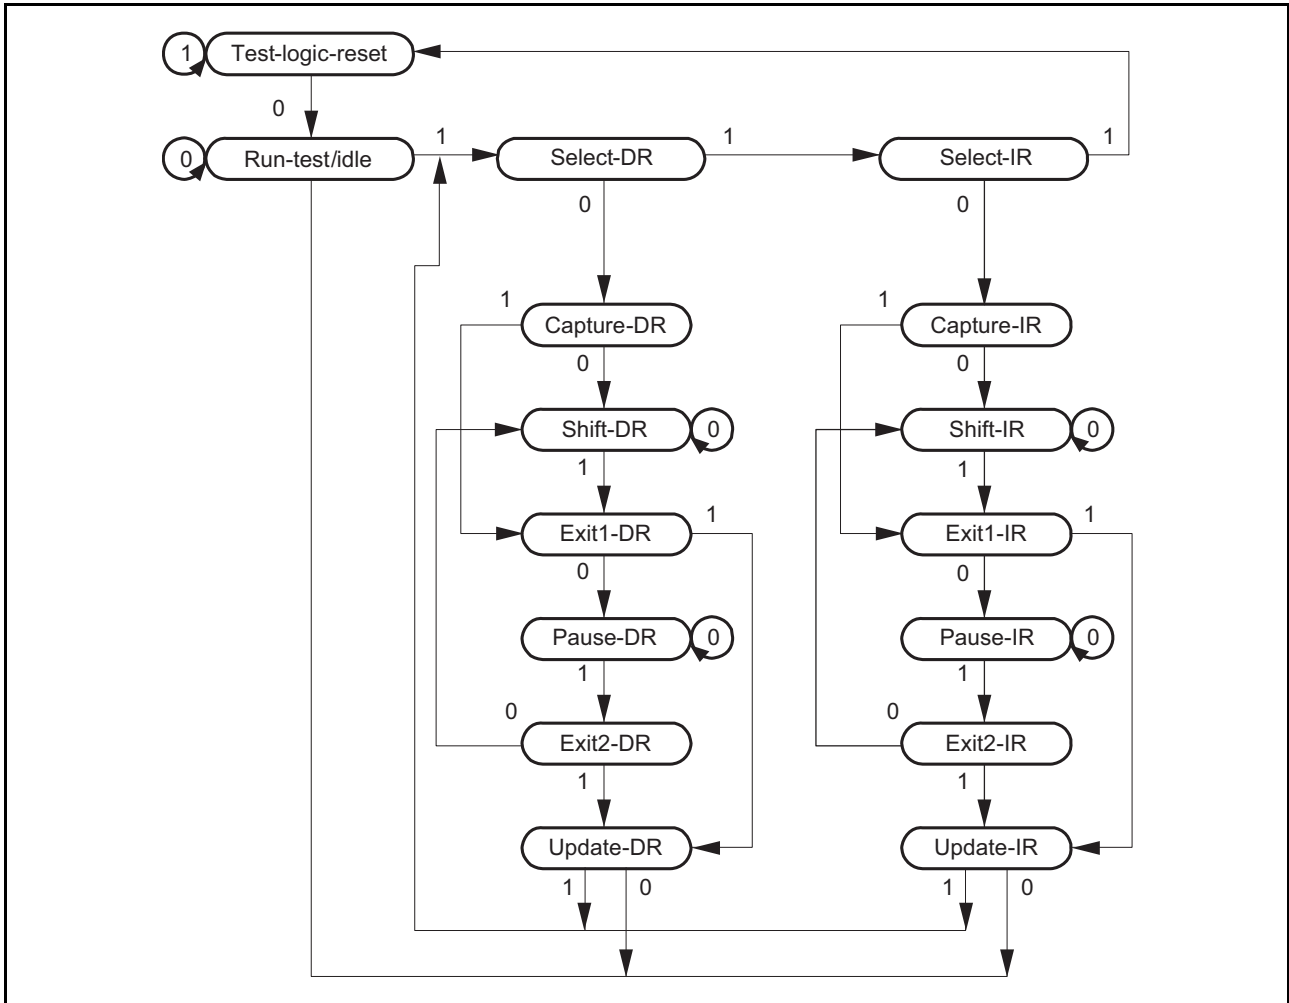 1 Test-logic-reset
0
0 Run-test/idle 1 Select-DR 1 Select-IR 1
0 0
1 1
Capture-DR Capture-IR
0 0
Shift-DR 0 Shift-IR 0
1 1
Exit1-DR 1 Exit1-IR 1
0 0
Pause-DR 0 Pause-IR 0
1 1
0 0
Exit2-DR Exit2-IR
1 1
Update-DR Update-IR
1 0 1 0